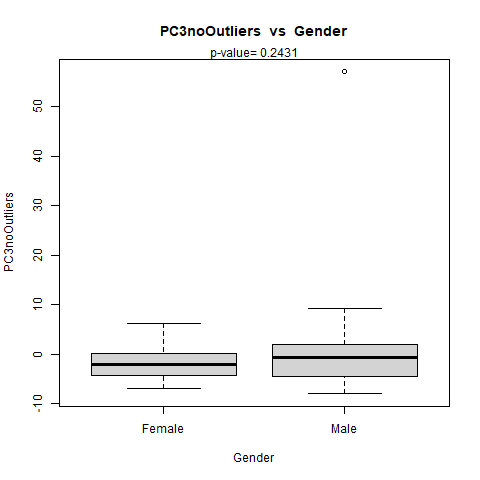 PC3noOutliers vs Gender
p-value= 0.2431
PC3noOutliers
50
40
30
20
10
0
-10
Female Male
Gender